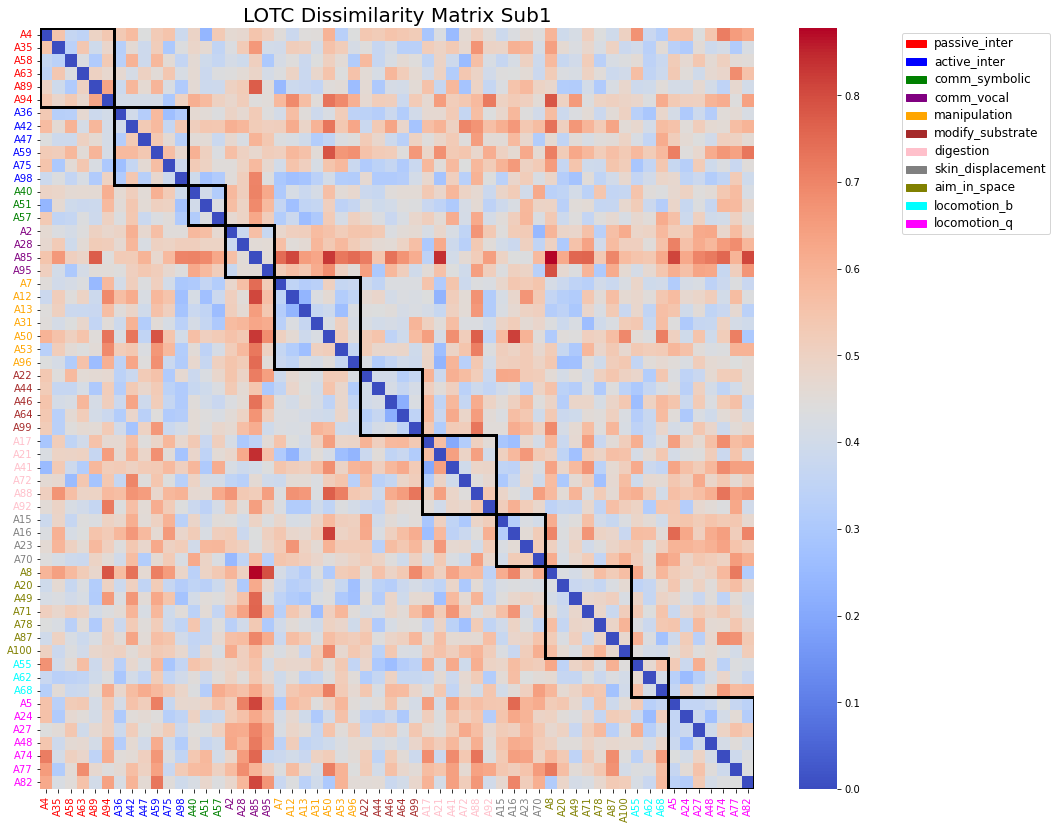 LOTC Dissimilarity Matrix Sub1
A4
A35
A58
A63
A89
A94
A36
A42
A47
A59
A75
A98
A40
A51
A57
A2
A28
A85
A95
A7
A12
A13
A31
A50
A53
A96
A22
A44
A46
A64
A99
A17
A21
A41
A72
A88
A92
A15
A16
A23
A70
A8
A20
A49
A71
A78
A87
A100
A55
A62
A68
A5
A24
A27
A48
A74
A77
A82
A4 A35 A58 A63 A89 A94 A36 A42 A47 A59 A75 A98 A40 A51 A57 A2 A28 A85 A95 A7 A12 A13 A31 A50 A53 A96 A22 A44 A46 A64 A99 A17 A21 A41 A72 A88 A92 A15 A16 A23 A70 A8 A20 A49 A71 A78 A87 A100 A55 A62 A68 A5 A24 A27 A48 A74 A77 A82
0.8
0.7
0.6
0.5
0.4
0.3
0.2
0.1
0.0
passive_inter
active_inter
comm_symbolic
comm_vocal
manipulation
modify_substrate
digestion
skin_displacement
aim_in_space
locomotion_b
locomotion_q